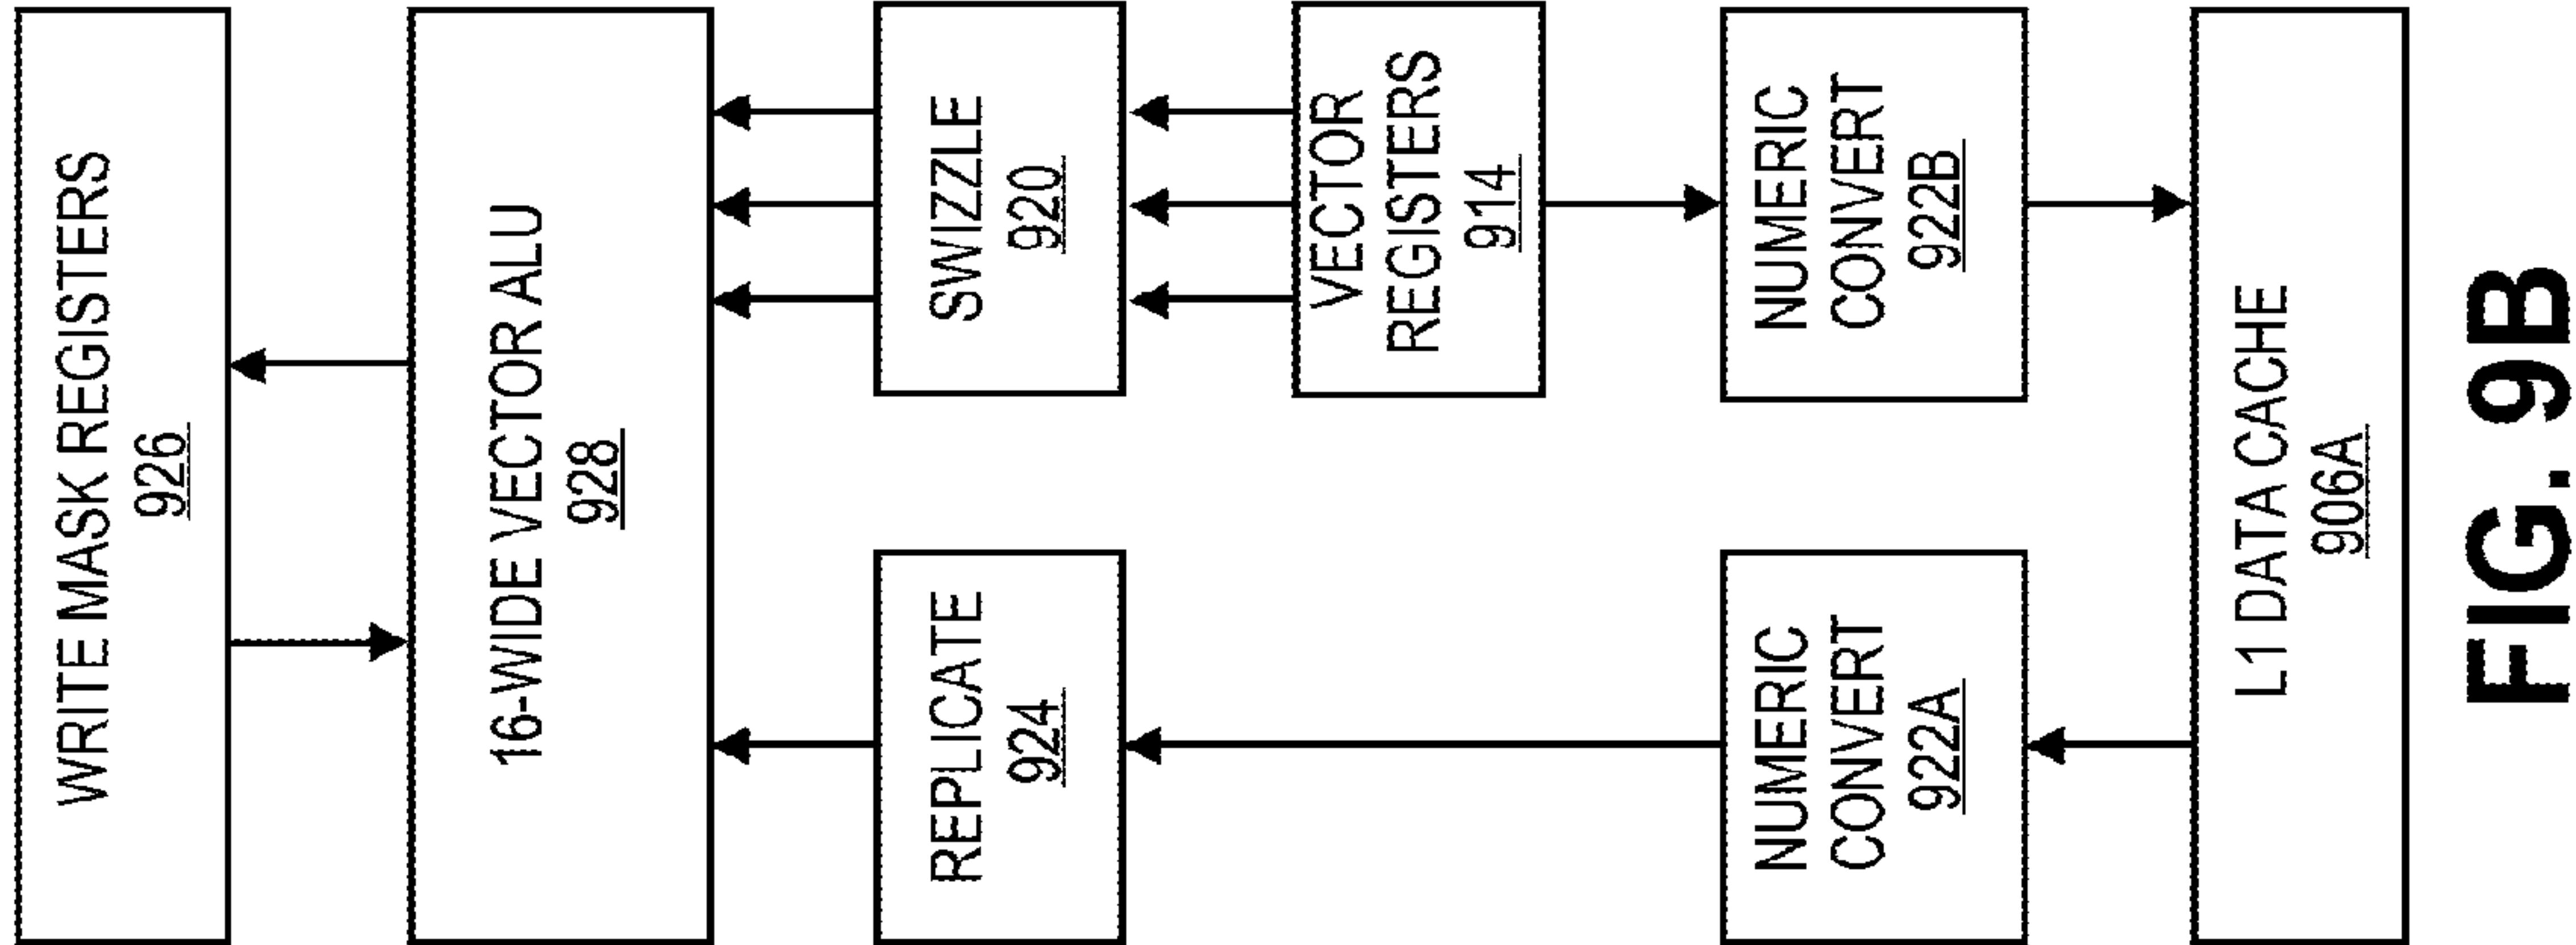 WRITE MASK REGISTERS
926
16-WIDE VECTOR ALU
928
REPLICATE
924
SWIZZLE
920
VECTOR
REGISTERS
914
NUMERIC
CONVERT
922A
NUMERIC
CONVERT
922B
L1 DATA CACHE
906A
FIG. 9B